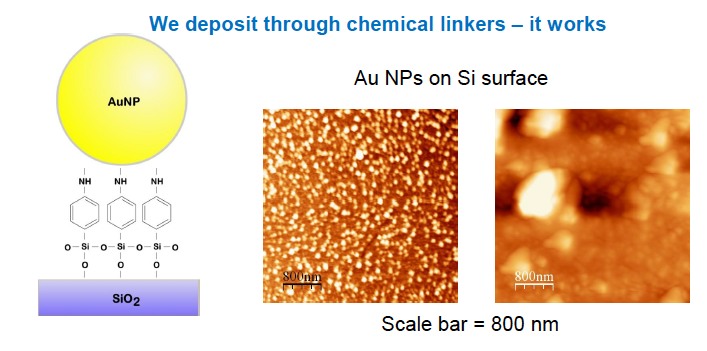 We deposit through chemical linkers – it works
Au NPs on Si surface
AuNP
NH NH NH
O Si O Si O Si O
O O O
SiO2
800nm
800nm
Scale bar = 800 nm